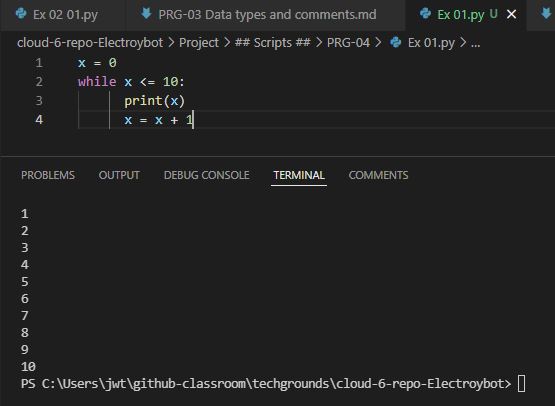 Ex 02 01.py PRG-03 Data types and comments.md Ex 01.py U
cloud-6-repo-Electroybot > Project > ## Scripts ## > PRG-04 > Ex 01.py > ...
1 x = 0
2 while x <= 10:
3 print(x)
4 x = x + 1
PROBLEMS OUTPUT DEBUG CONSOLE TERMINAL COMMENTS
1
2
3
4
5
6
7
8
9
10
PS C:\Users\jwt\github-classroom\techgrounds\cloud-6-repo-Electroybot>